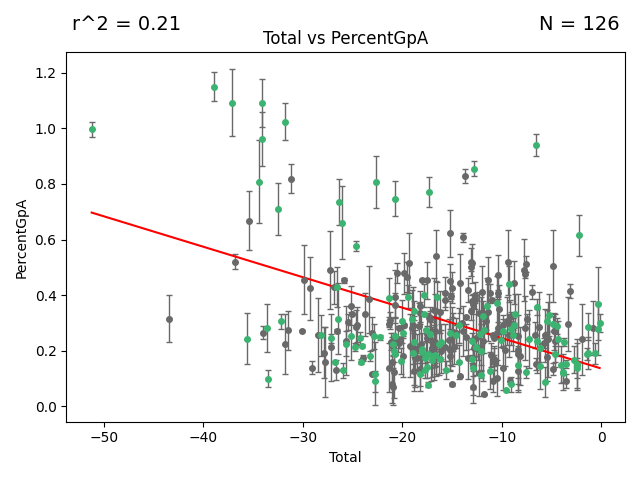 r^2 = 0.21
N = 126
Total vs PercentGpA
PercentGpA
1.2
1.0
0.8
0.6
0.4
0.2
0.0
−50
−40
−30
−20
−10
0
Total